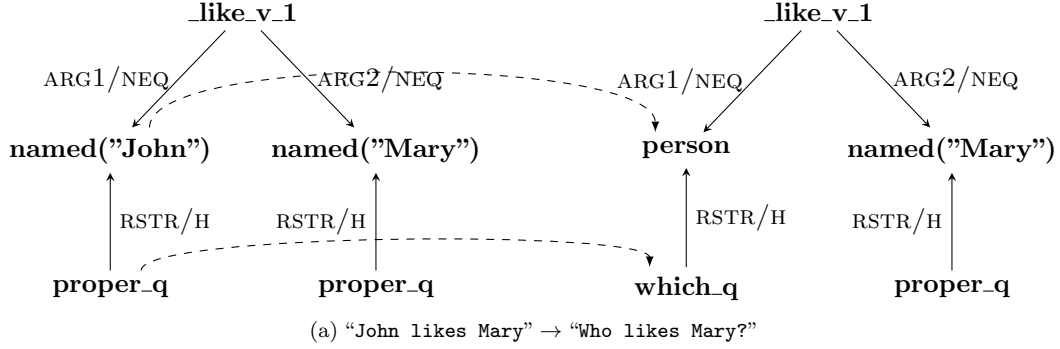 _like_v_1 _like_v_1
ARG1/NEQ ARG2/NEQ ARG1/NEQ ARG2/NEQ
named(”John”) named(”Mary”) person named(”Mary”)
RSTR/H RSTR/H RSTR/H RSTR/H
proper_q proper_q which_q proper_q
(a) “John likes Mary” → “Who likes Mary?”